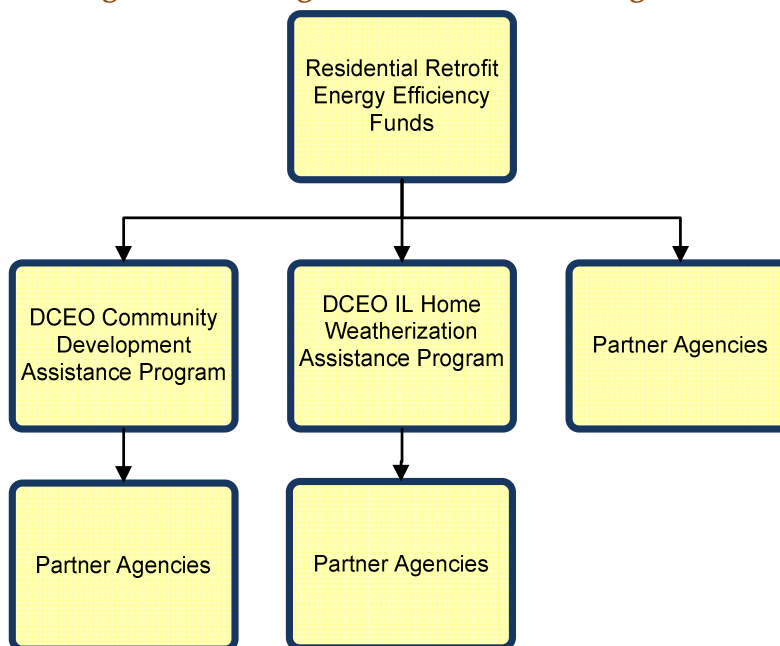 Residential Retrofit
Energy Efficiency
Funds
DCEO Community
Development
Assistance Program
DCEO IL Home
Weatherization
Assistance Program
Partner Agencies
Partner Agencies
Partner Agencies